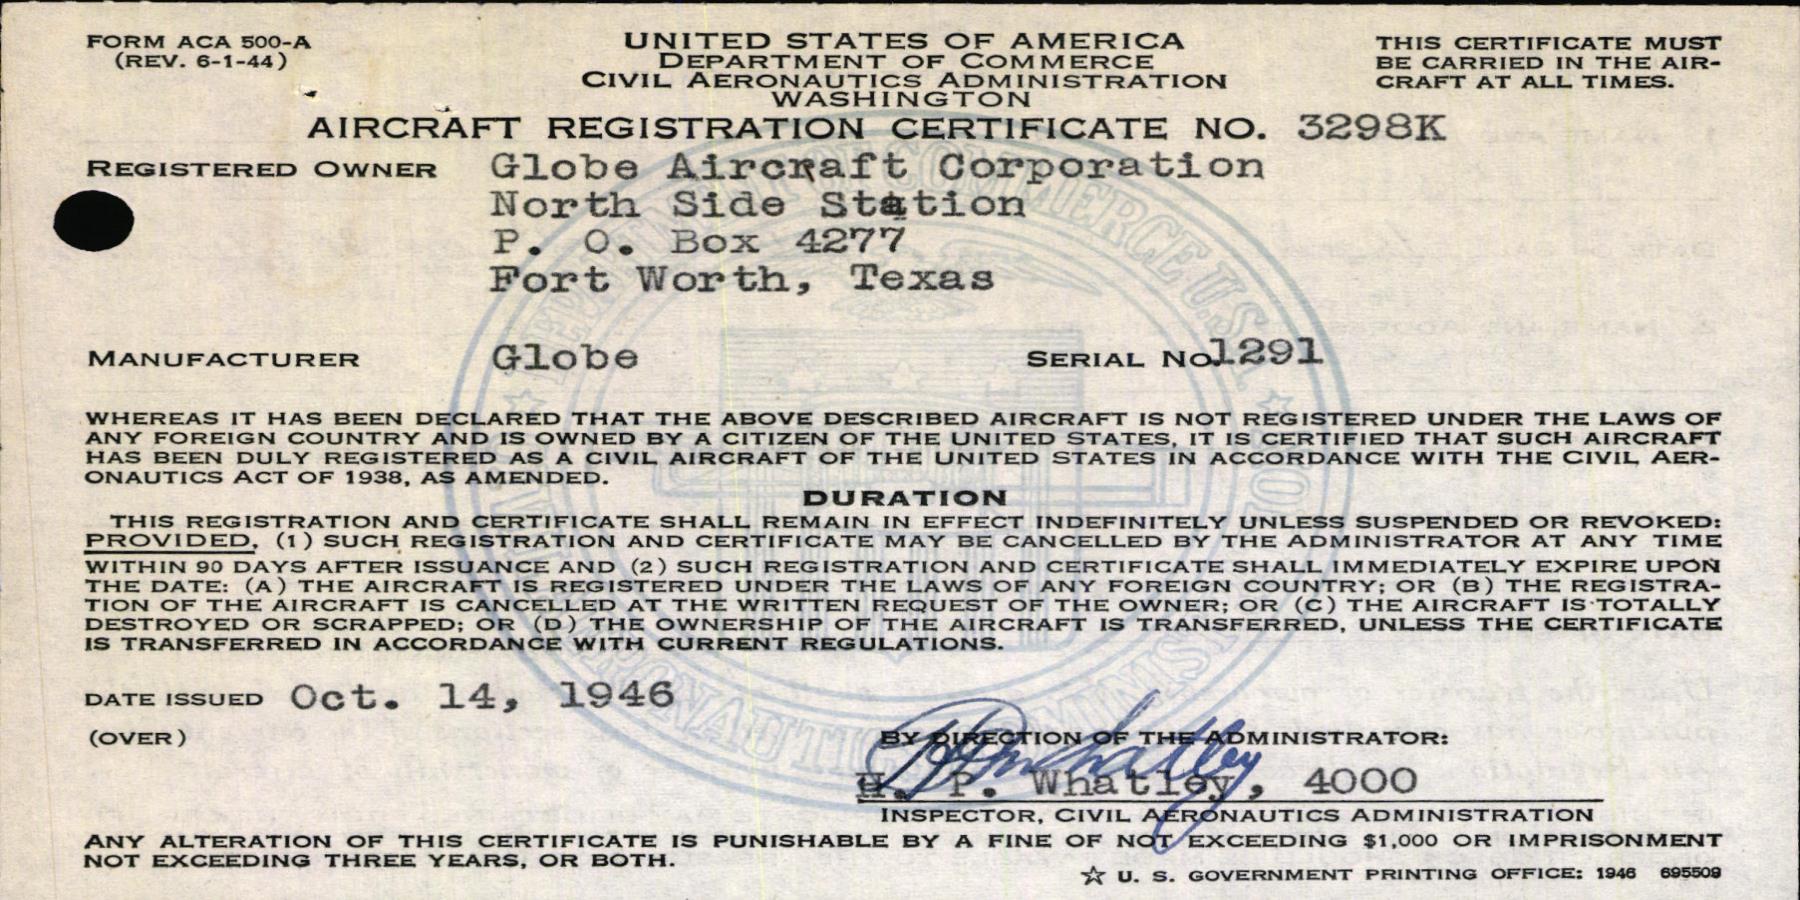 FORM ACA 500-A
(REV. 6-1-44)
UNITED STATES OF AMERICA
DEPARTMENT OF COMMERCE
CIVIL AERONAUTICS ADMINISTRATION
WASHINGTON
THIS CERTIFICATE MUST
BE CARRIED IN THE AIR-
CRAFT AT ALL TIMES.
AIRCRAFT REGISTRATION CERTIFICATE NO. 3298K
REGISTERED OWNER Globe Aircraft Corporation
North Side Station
P. O. Box 4277
Fort Worth, Texas
MANUFACTURER Globe SERIAL NO. 1291
WHEREAS IT HAS BEEN DECLARED THAT THE ABOVE DESCRIBED AIRCRAFT IS NOT REGISTERED UNDER THE LAWS OF
ANY FOREIGN COUNTRY AND IS OWNED BY A CITIZEN OF THE UNITED STATES, IT IS CERTIFIED THAT SUCH AIRCRAFT
HAS BEEN DULY REGISTERED AS A CIVIL AIRCRAFT OF THE UNITED STATES IN ACCORDANCE WITH THE CIVIL AER-
ONAUTICS ACT OF 1938, AS AMENDED.
DURATION
THIS REGISTRATION AND CERTIFICATE SHALL REMAIN IN EFFECT INDEFINITELY UNLESS SUSPENDED OR REVOKED:
PROVIDED, (1) SUCH REGISTRATION AND CERTIFICATE MAY BE CANCELLED BY THE ADMINISTRATOR AT ANY TIME
WITHIN 90 DAYS AFTER ISSUANCE AND (2) SUCH REGISTRATION AND CERTIFICATE SHALL IMMEDIATELY EXPIRE UPON
THE DATE: (A) THE AIRCRAFT IS REGISTERED UNDER THE LAWS OF ANY FOREIGN COUNTRY; OR (B) THE REGISTRA-
TION OF THE AIRCRAFT IS CANCELLED AT THE WRITTEN REQUEST OF THE OWNER; OR (C) THE AIRCRAFT IS TOTALLY
DESTROYED OR SCRAPPED; OR (D) THE OWNERSHIP OF THE AIRCRAFT IS TRANSFERRED, UNLESS THE CERTIFICATE
IS TRANSFERRED IN ACCORDANCE WITH CURRENT REGULATIONS.
DATE ISSUED Oct. 14, 1946
(OVER)
BY DIRECTION OF THE ADMINISTRATOR:
H. P. Whatley, 4000
INSPECTOR, CIVIL AERONAUTICS ADMINISTRATION
ANY ALTERATION OF THIS CERTIFICATE IS PUNISHABLE BY A FINE OF NOT EXCEEDING $1,000 OR IMPRISONMENT
NOT EXCEEDING THREE YEARS, OR BOTH.
☆ U. S. GOVERNMENT PRINTING OFFICE: 1946 695509